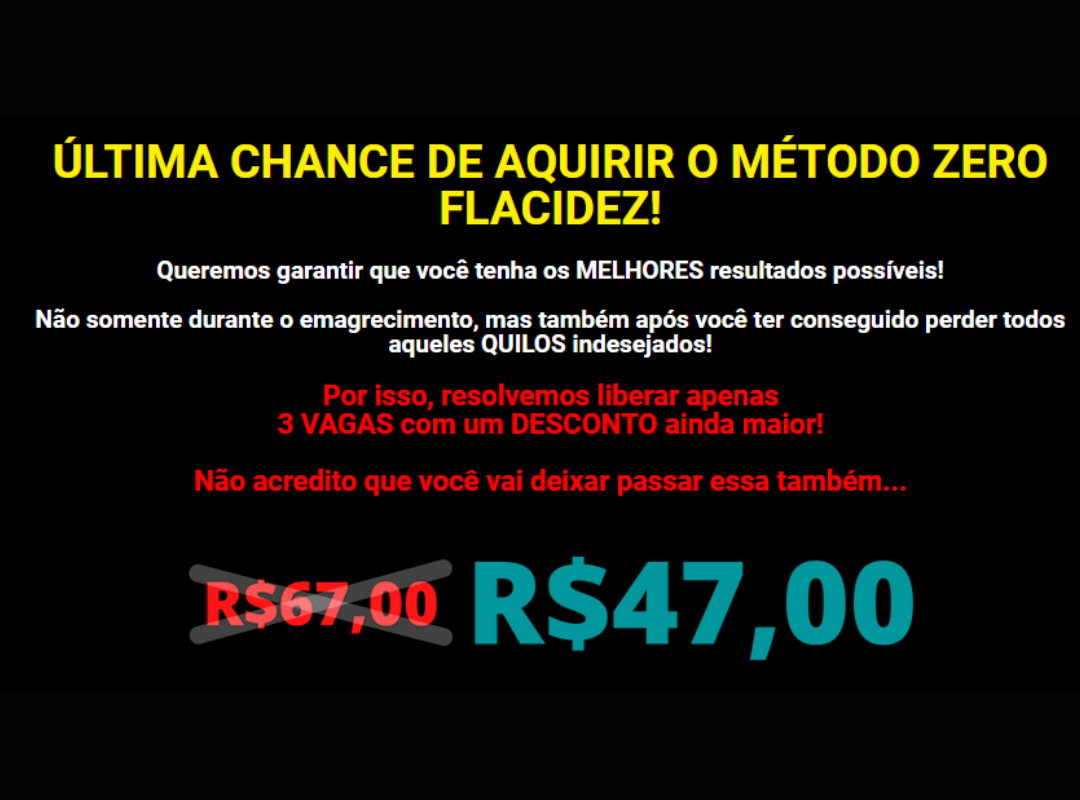 ÚLTIMA CHANCE DE AQUIRIR O MÉTODO ZERO
FLACIDEZ!
Queremos garantir que você tenha os MELHORES resultados possíveis!
Não somente durante o emagrecimento, mas também após você ter conseguido perder todos
aqueles QUILOS indesejados!
Por isso, resolvemos liberar apenas
3 VAGAS com um DESCONTO ainda maior!
Não acredito que você vai deixar passar essa também...
R$67,00 R$47,00